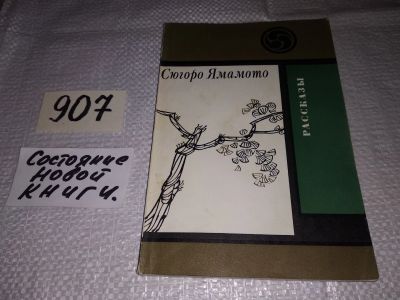 907
Состояние
новой
книги.
Сюгоро Ямамото
РАССКАЗЫ